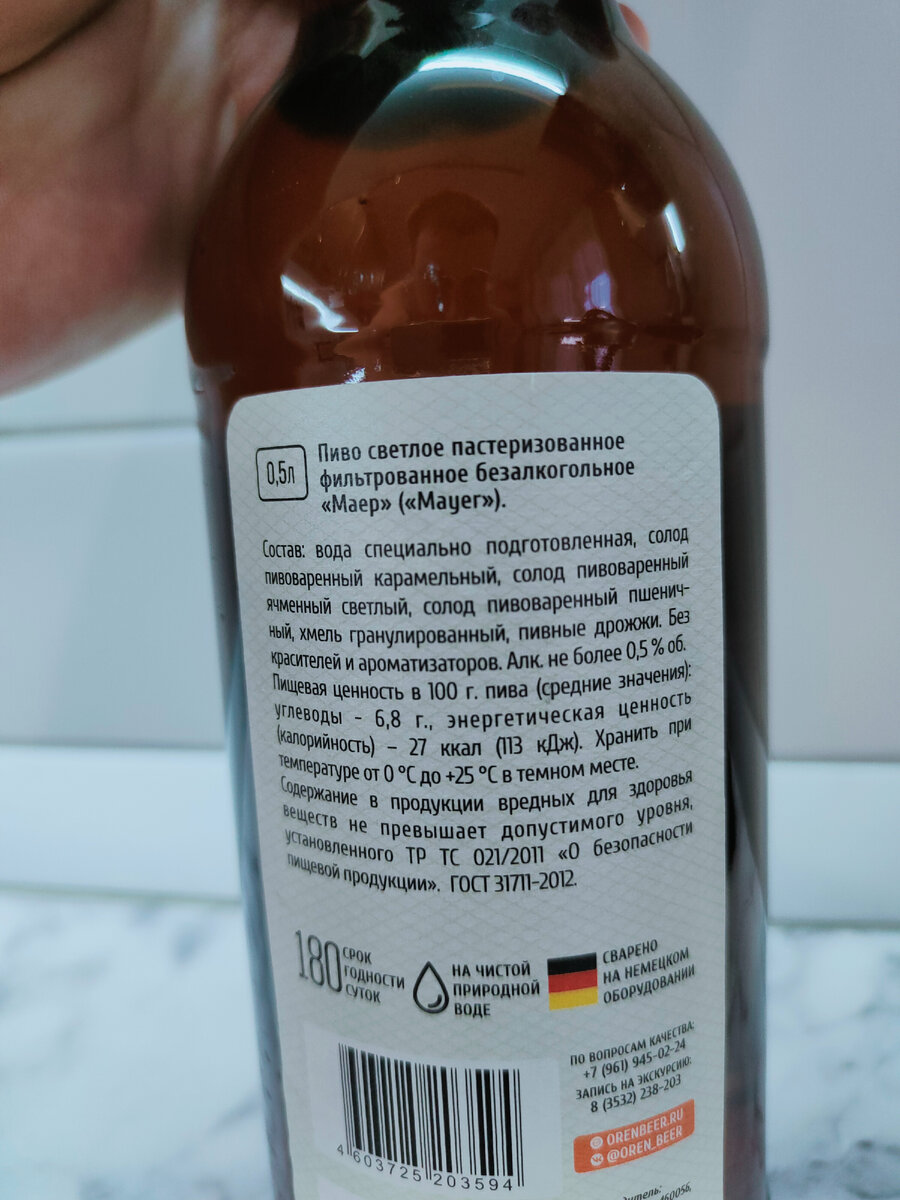 0,5л
Пиво светлое пастеризованное
фильтрованное безалкогольное
«Маер» («Mayer»).
Состав: вода специально подготовленная, солод
пивоваренный карамельный, солод пивоваренный
ячменный светлый, солод пивоваренный пшенич-
ный, хмель гранулированный, пивные дрожжи. Без
красителей и ароматизаторов. Алк. не более 0,5 % об.
Пищевая ценность в 100 г. пива (средние значения):
углеводы - 6,8 г., энергетическая ценность
(калорийность) – 27 ккал (113 кДж). Хранить при
температуре от 0 °С до +25 °С в темном месте.
Содержание в продукции вредных для здоровья
веществ не превышает допустимого уровня,
установленного ТР ТС 021/2011 «О безопасности
пищевой продукции». ГОСТ 31711-2012.
180 СРОК
ГОДНОСТИ
СУТОК
НА ЧИСТОЙ
ПРИРОДНОЙ
ВОДЕ
СВАРЕНО
НА НЕМЕЦКОМ
ОБОРУДОВАНИИ
ПО ВОПРОСАМ КАЧЕСТВА:
+7 (961) 945-02-24
ЗАПИСЬ НА ЭКСКУРСИЮ:
8 (3532) 238-203
ORENBEER.RU
@OREN_BEER
4 603725 203594
460056,